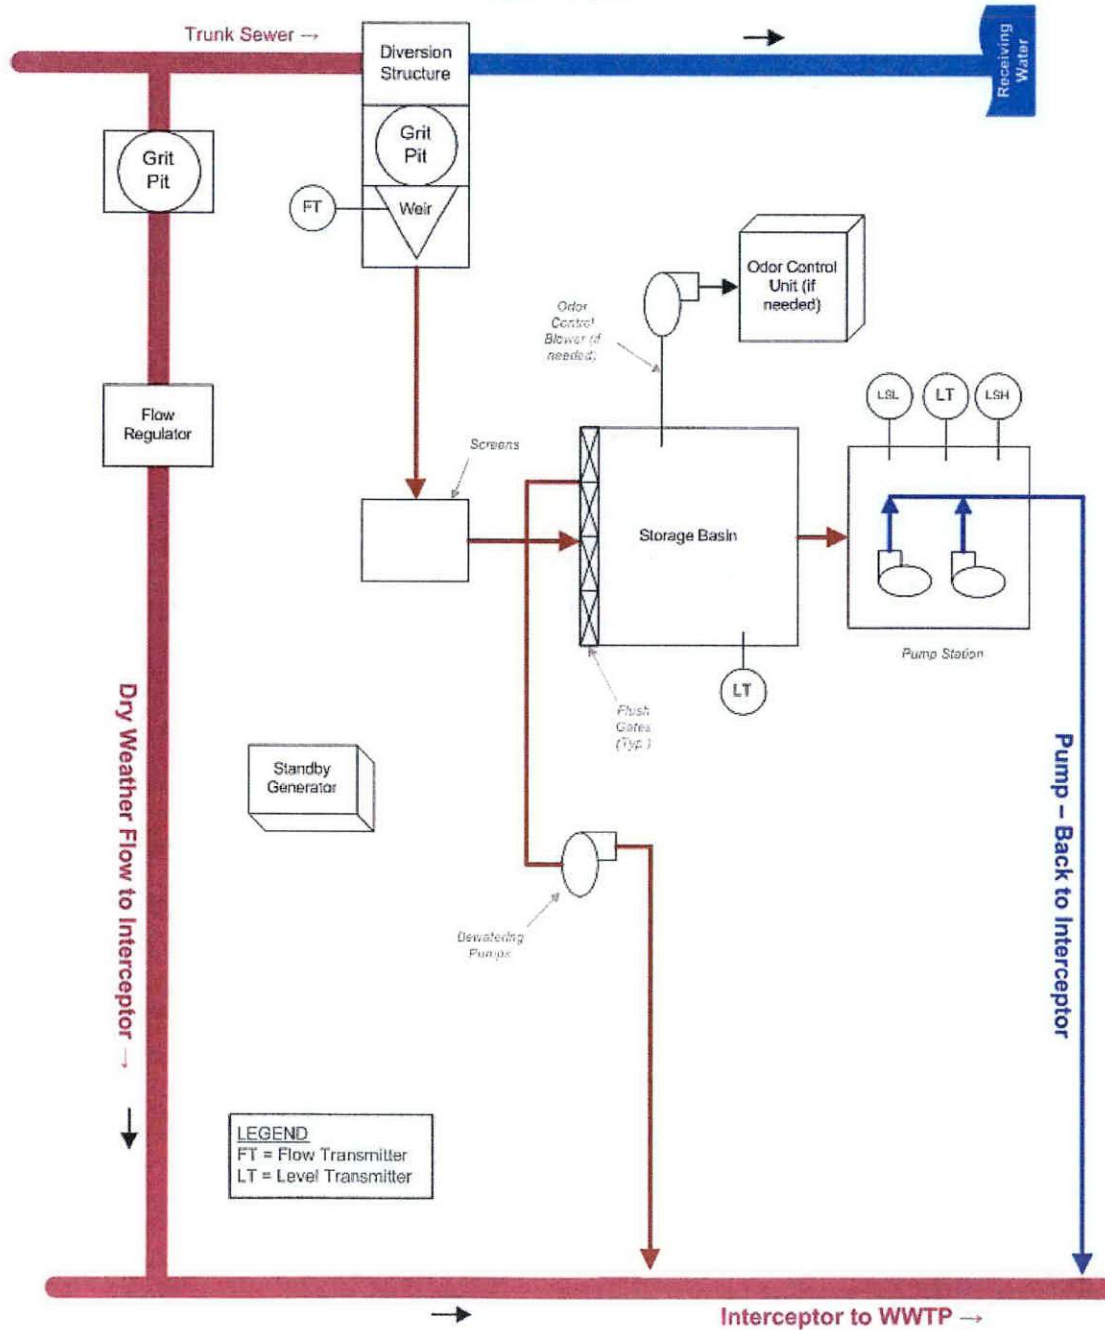 Trunk Sewer →
Diversion
Structure
Receiving
Water
Grit
Pit
Grit
Pit
FT
Weir
Odor Control
Unit (if
needed)
Odor
Control
Blower (if
needed)
Flow
Regulator
LSL
LT
LSH
Screens
Storage Basin
Pump Station
LT
Flush
Gates
(Typ.)
Standby
Generator
Dry Weather Flow to Interceptor →
Pump – Back to Interceptor
Dewatering
Pumps
LEGEND
FT = Flow Transmitter
LT = Level Transmitter
Interceptor to WWTP →